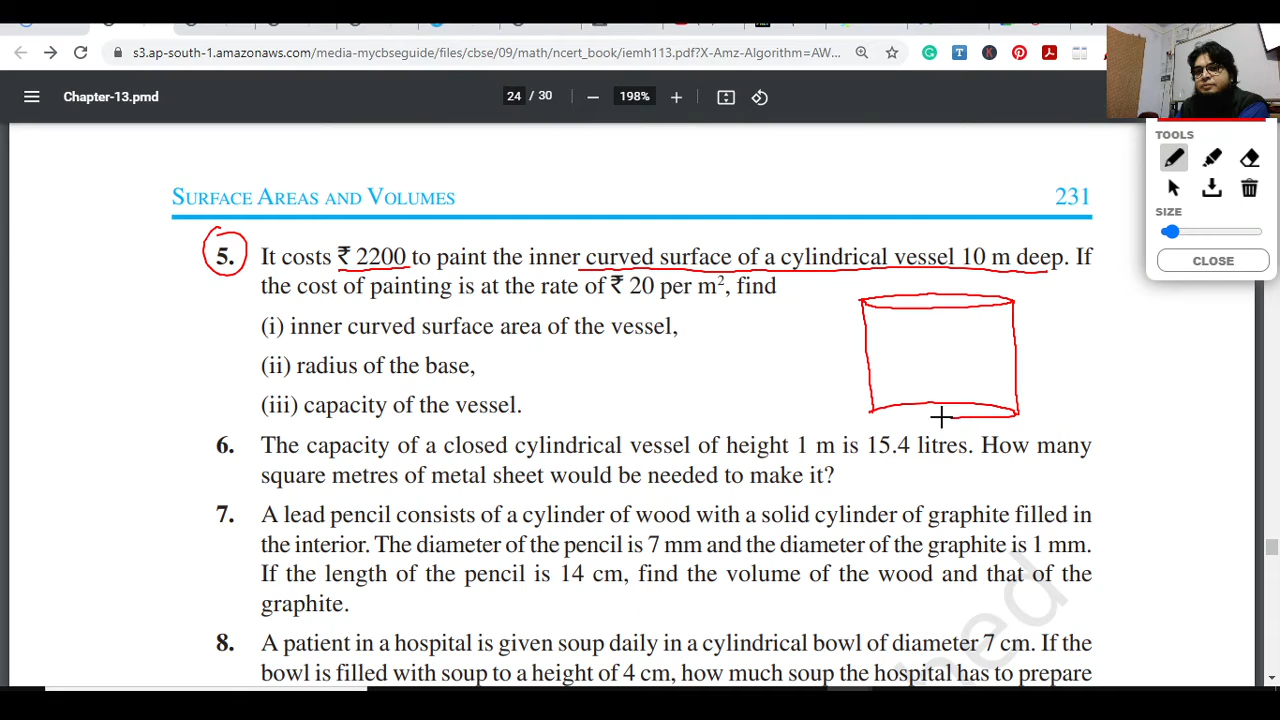 s3.ap-south-1.amazonaws.com/media-mycbseguide/files/cbse/09/math/ncert_book/iemh113.pdf?X-Amz-Algorithm=AW...
Chapter-13.pmd
24 / 30
198%
TOOLS
SIZE
CLOSE
SURFACE AREAS AND VOLUMES 231
5. It costs ₹ 2200 to paint the inner curved surface of a cylindrical vessel 10 m deep. If
the cost of painting is at the rate of ₹ 20 per m², find
(i) inner curved surface area of the vessel,
(ii) radius of the base,
(iii) capacity of the vessel.
6. The capacity of a closed cylindrical vessel of height 1 m is 15.4 litres. How many
square metres of metal sheet would be needed to make it?
7. A lead pencil consists of a cylinder of wood with a solid cylinder of graphite filled in
the interior. The diameter of the pencil is 7 mm and the diameter of the graphite is 1 mm.
If the length of the pencil is 14 cm, find the volume of the wood and that of the
graphite.
8. A patient in a hospital is given soup daily in a cylindrical bowl of diameter 7 cm. If the
bowl is filled with soup to a height of 4 cm, how much soup the hospital has to prepare